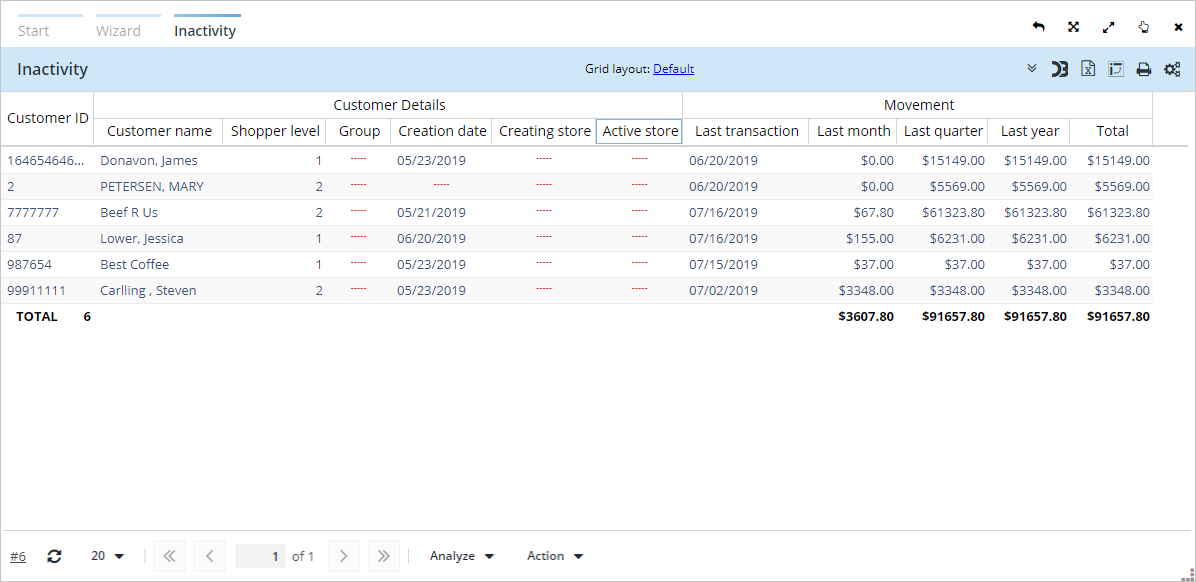 Start Wizard Inactivity
Inactivity Grid layout: Default
Customer ID Customer Details Movement
Customer name Shopper level Group Creation date Creating store Active store Last transaction Last month Last quarter Last year Total
164654646... Donavon, James 1 ----- 05/23/2019 ----- ----- 06/20/2019 $0.00 $15149.00 $15149.00 $15149.00
2 PETERSEN, MARY 2 ----- ----- ----- ----- 06/20/2019 $0.00 $5569.00 $5569.00 $5569.00
7777777 Beef R Us 2 ----- 05/21/2019 ----- ----- 07/16/2019 $67.80 $61323.80 $61323.80 $61323.80
87 Lower, Jessica 1 ----- 06/20/2019 ----- ----- 07/16/2019 $155.00 $6231.00 $6231.00 $6231.00
987654 Best Coffee 1 ----- 05/23/2019 ----- ----- 07/15/2019 $37.00 $37.00 $37.00 $37.00
99911111 Carlling , Steven 2 ----- 05/23/2019 ----- ----- 07/02/2019 $3348.00 $3348.00 $3348.00 $3348.00
TOTAL 6 $3607.80 $91657.80 $91657.80 $91657.80
#6 20 1 of 1 Analyze Action